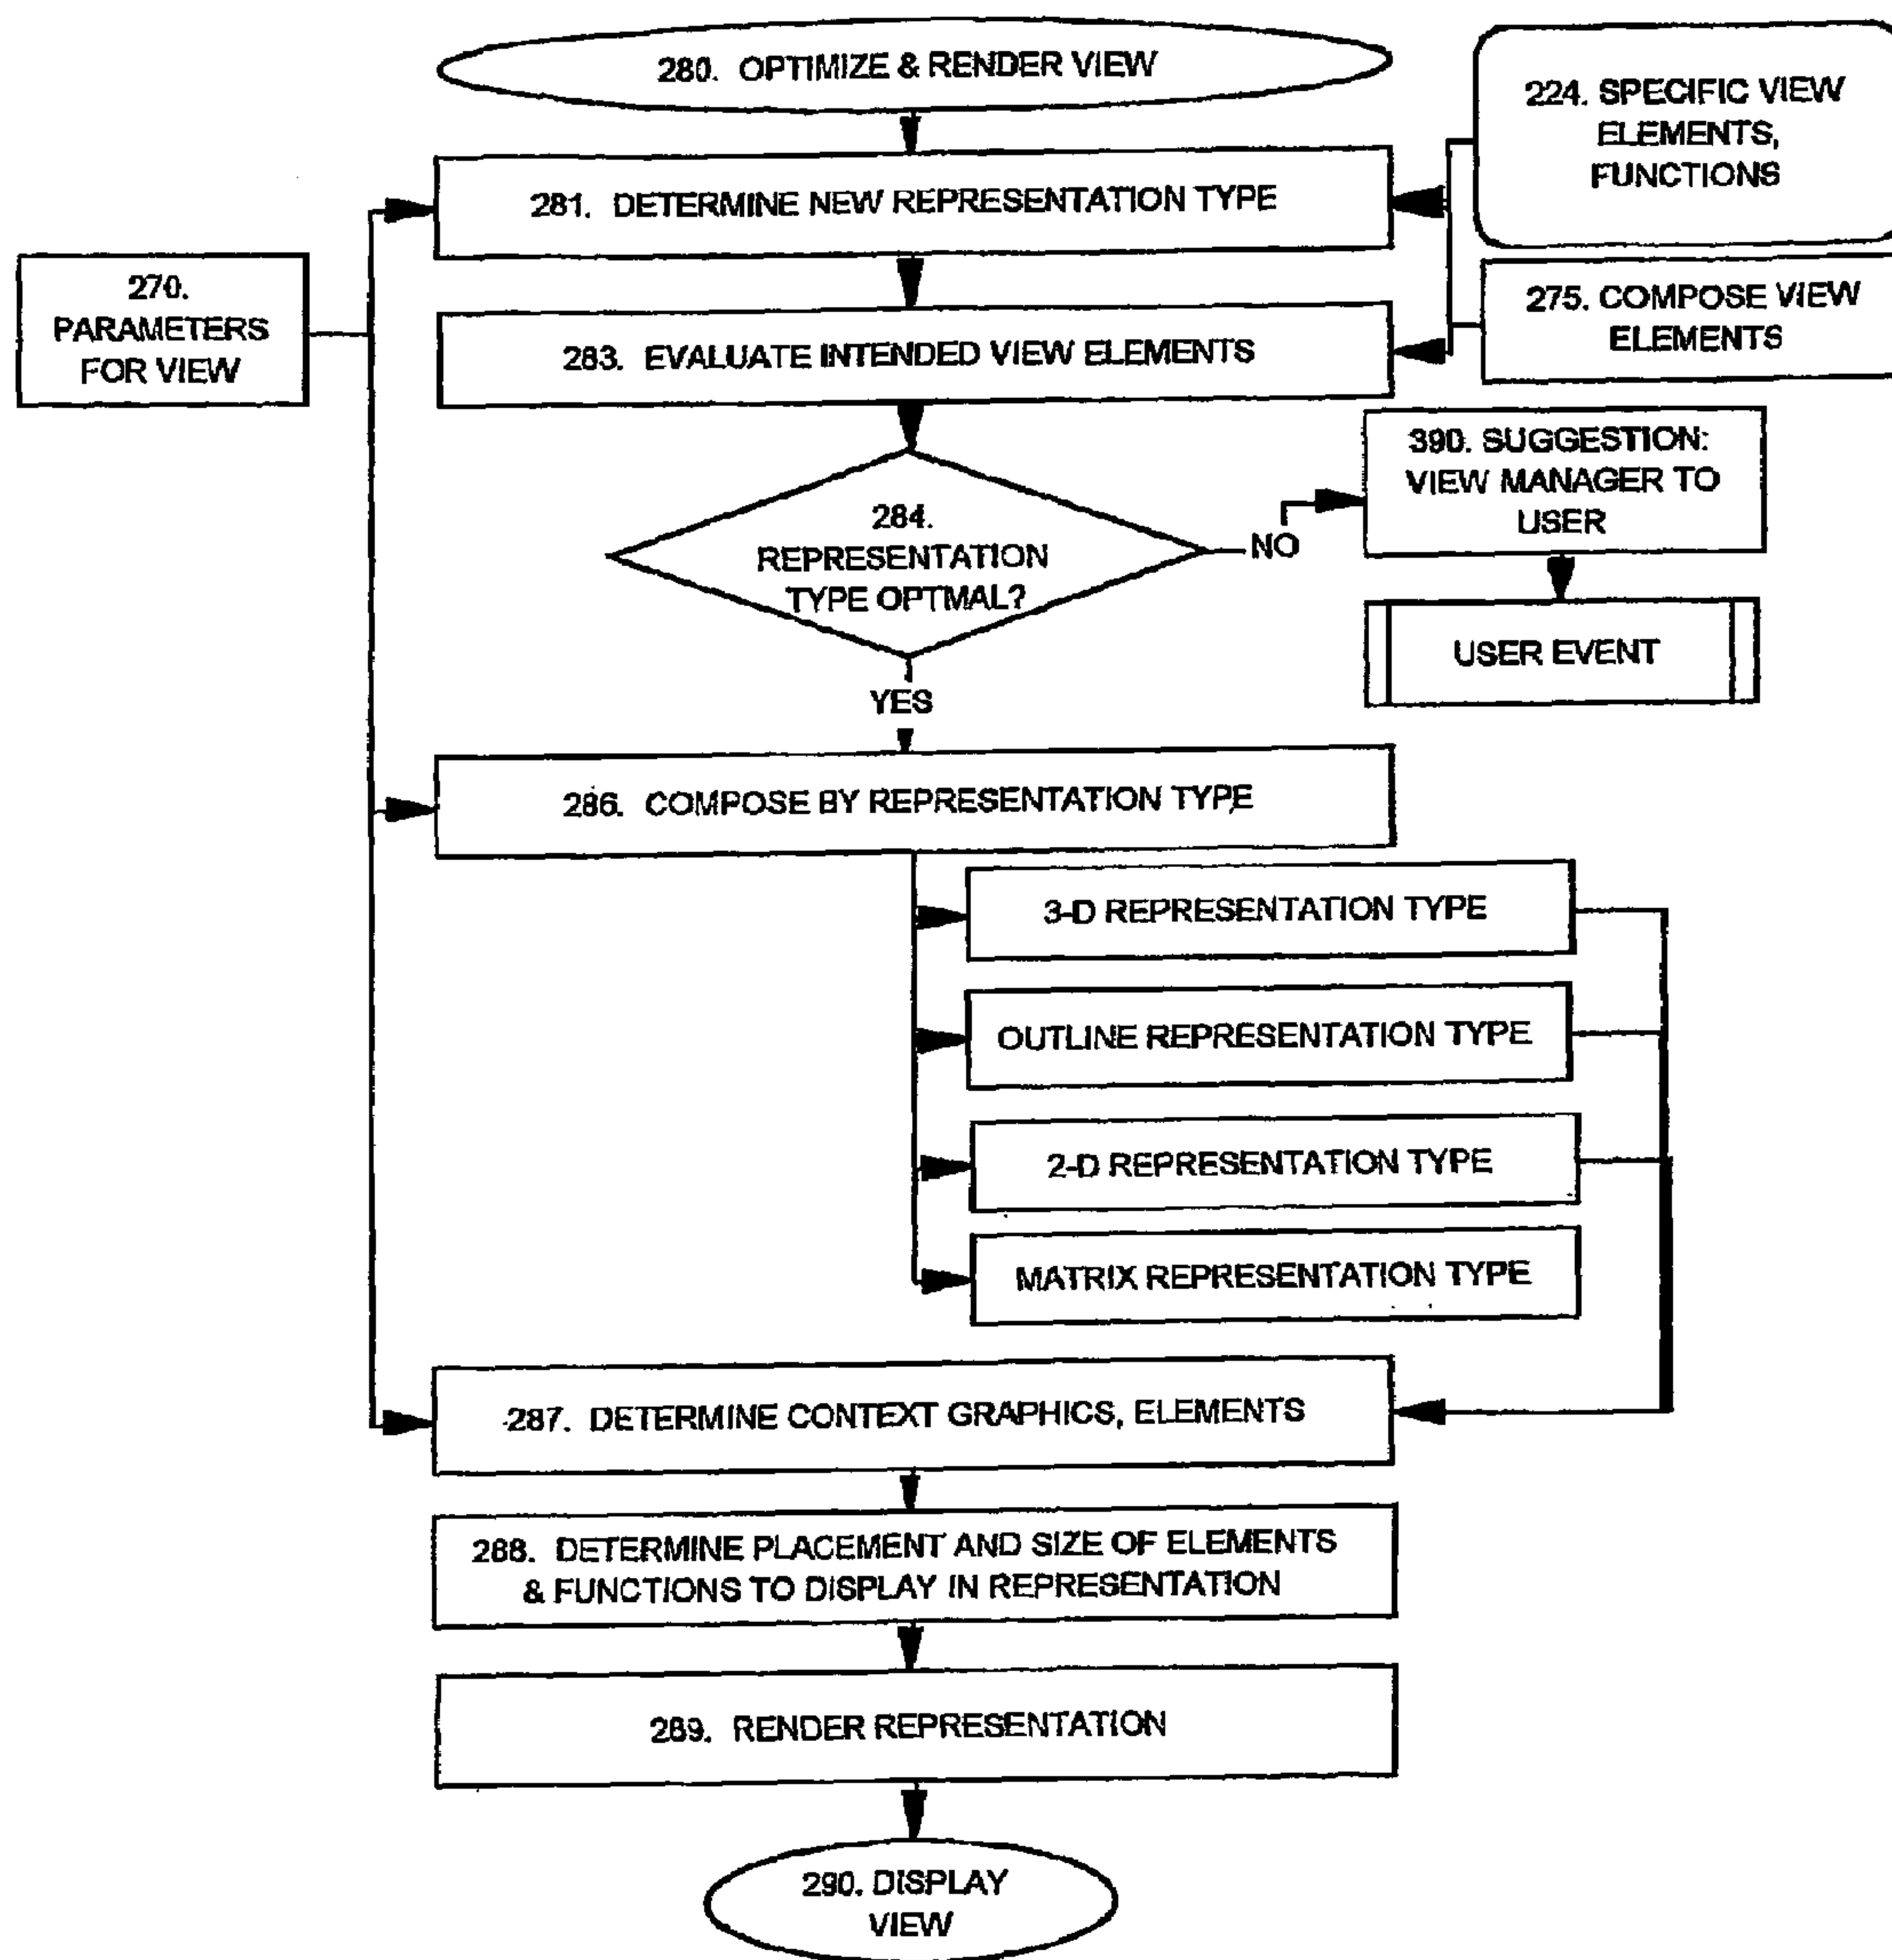 280. OPTIMIZE & RENDER VIEW
224. SPECIFIC VIEW
ELEMENTS,
FUNCTIONS
281. DETERMINE NEW REPRESENTATION TYPE
270.
PARAMETERS
FOR VIEW
275. COMPOSE VIEW
ELEMENTS
283. EVALUATE INTENDED VIEW ELEMENTS
390. SUGGESTION:
VIEW MANAGER TO
USER
284.
REPRESENTATION
TYPE OPTMAL?
NO
USER EVENT
YES
286. COMPOSE BY REPRESENTATION TYPE
3-D REPRESENTATION TYPE
OUTLINE REPRESENTATION TYPE
2-D REPRESENTATION TYPE
MATRIX REPRESENTATION TYPE
287. DETERMINE CONTEXT GRAPHICS, ELEMENTS
288. DETERMINE PLACEMENT AND SIZE OF ELEMENTS
& FUNCTIONS TO DISPLAY IN REPRESENTATION
289. RENDER REPRESENTATION
290. DISPLAY
VIEW